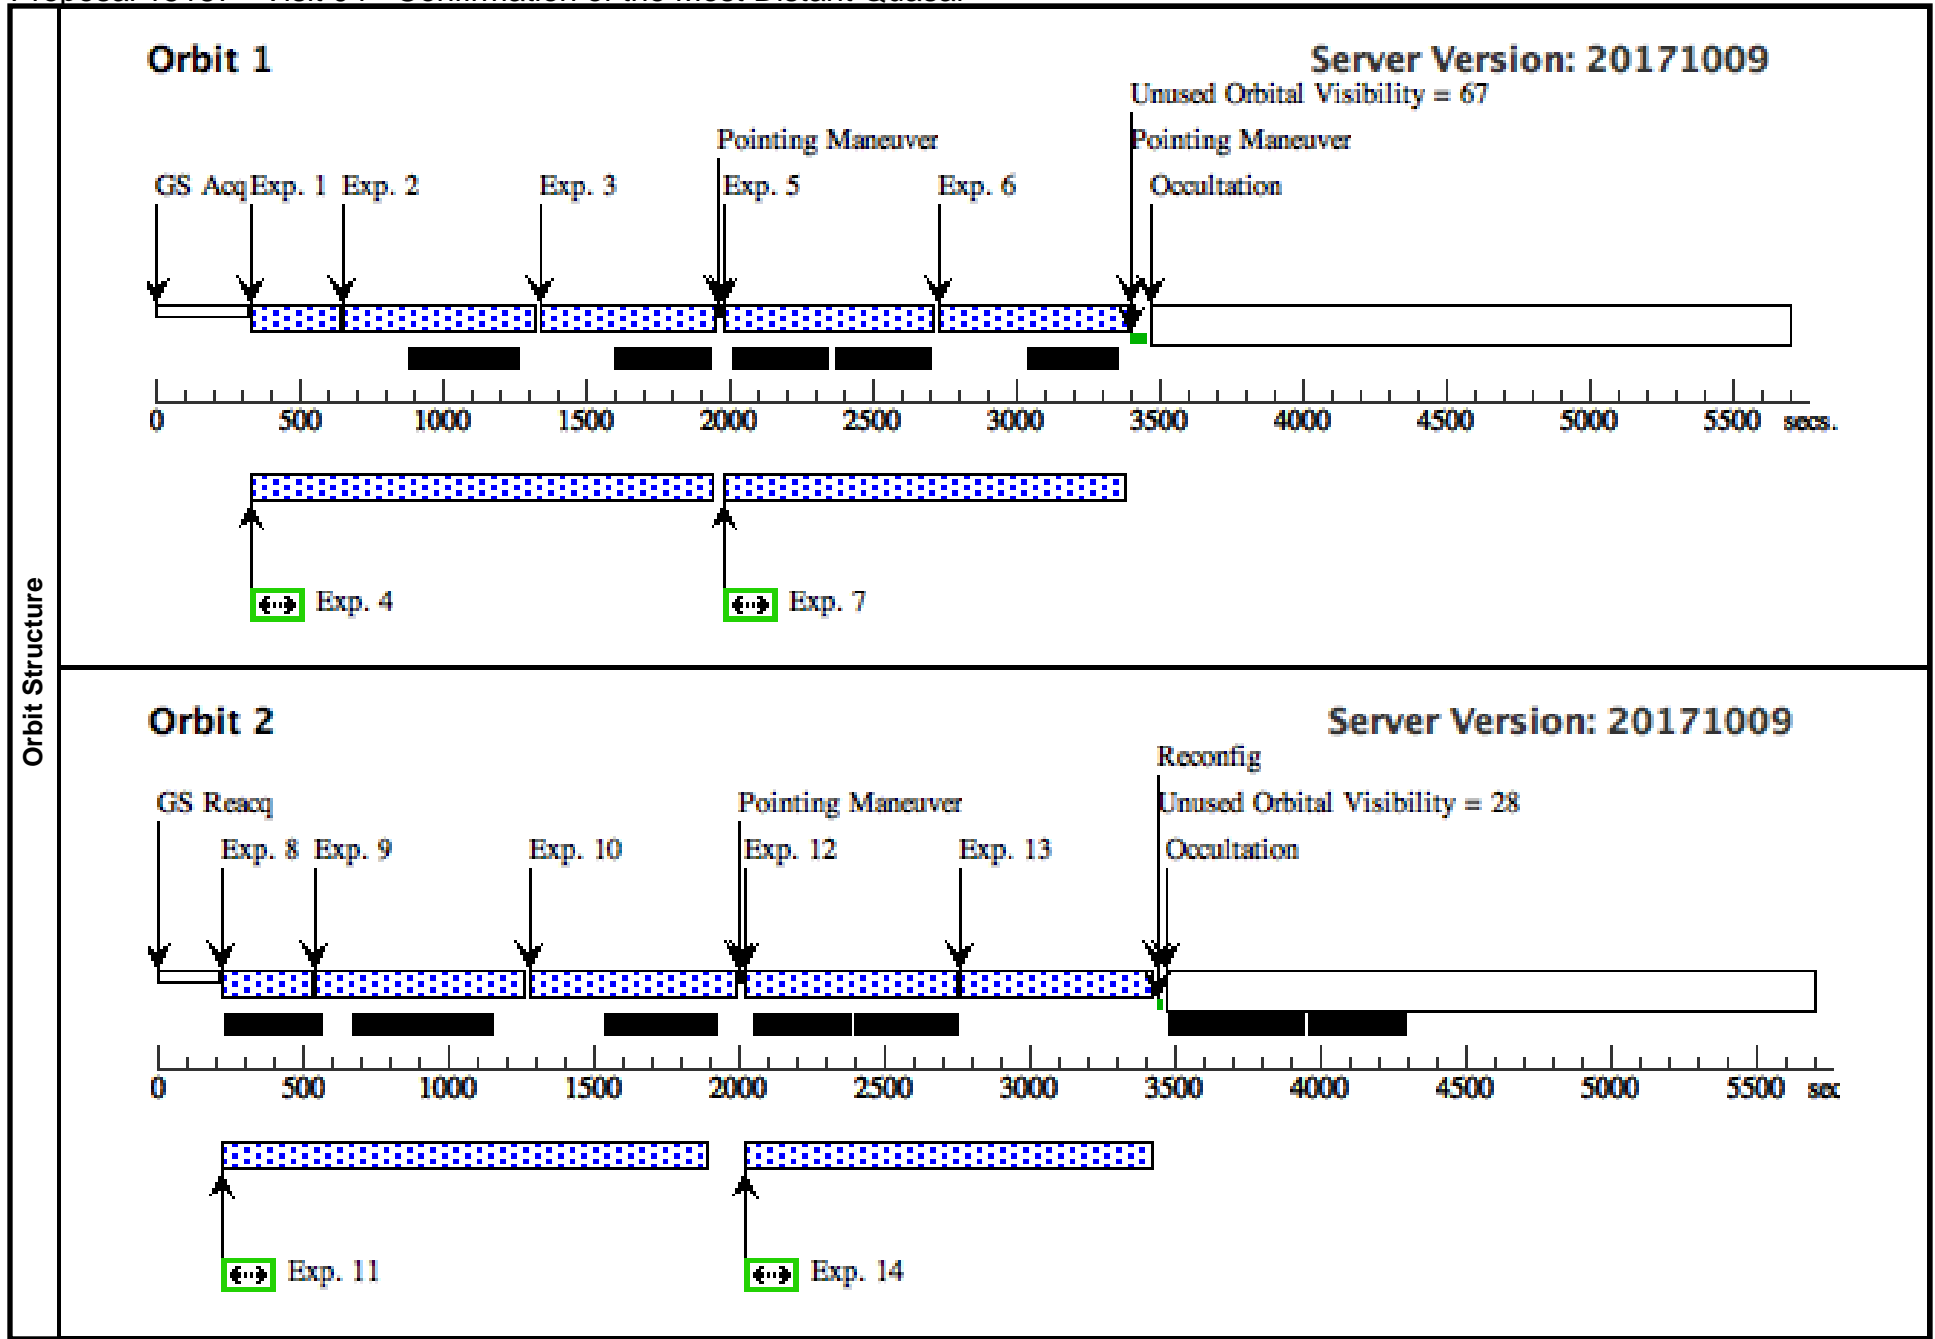 Orbit Structure
Orbit 1
Server Version: 20171009
Unused Orbital Visibility = 67
Pointing Maneuver
Pointing Maneuver
GS Acq
Exp. 1
Exp. 2
Exp. 3
Exp. 5
Exp. 6
Occultation
0 500 1000 1500 2000 2500 3000 3500 4000 4500 5000 5500 secs.
Exp. 4
Exp. 7
Orbit 2
Server Version: 20171009
Reconfig
GS Reacq
Pointing Maneuver
Unused Orbital Visibility = 28
Exp. 8
Exp. 9
Exp. 10
Exp. 12
Exp. 13
Occultation
0 500 1000 1500 2000 2500 3000 3500 4000 4500 5000 5500 sec
Exp. 11
Exp. 14